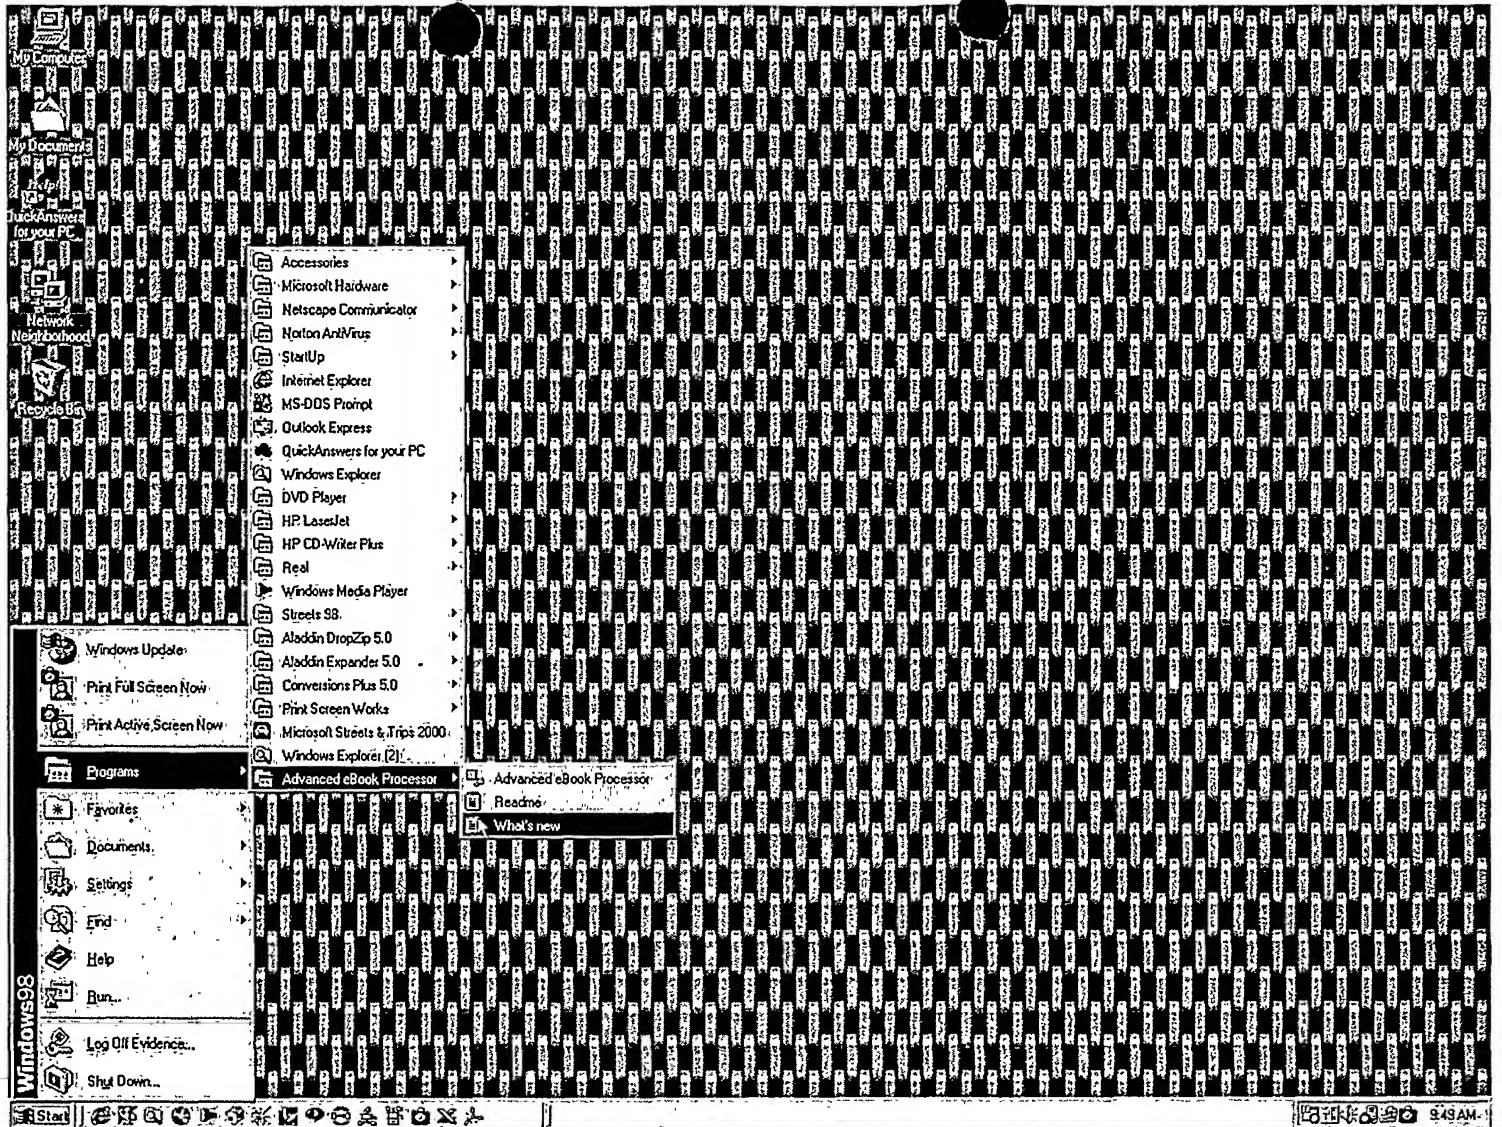 My Computer
My Documents
Help!
QuickAnswers
for your PC
Network
Neighborhood
Recycle Bin
Accessories
Microsoft Hardware
Netscape Communicator
Norton AntiVirus
StartUp
Internet Explorer
MS-DOS Prompt
Outlook Express
QuickAnswers for your PC
Windows Explorer
DVD Player
HP LaserJet
HP CD-Writer Plus
Real
Windows Media Player
Streets 98
Aladdin DropZip 5.0
Aladdin Expander 5.0
Conversions Plus 5.0
Print Screen Works
Microsoft Streets & Trips 2000
Windows Explorer (2)
Advanced eBook Processor
Advanced eBook Processor
Readme
What's new
Windows Update
Print Full Screen Now
Print Active Screen Now
Programs
Favorites
Documents
Settings
Find
Help
Run...
Log Off Evidence...
Shut Down...
Windows98
Start
9:49 AM